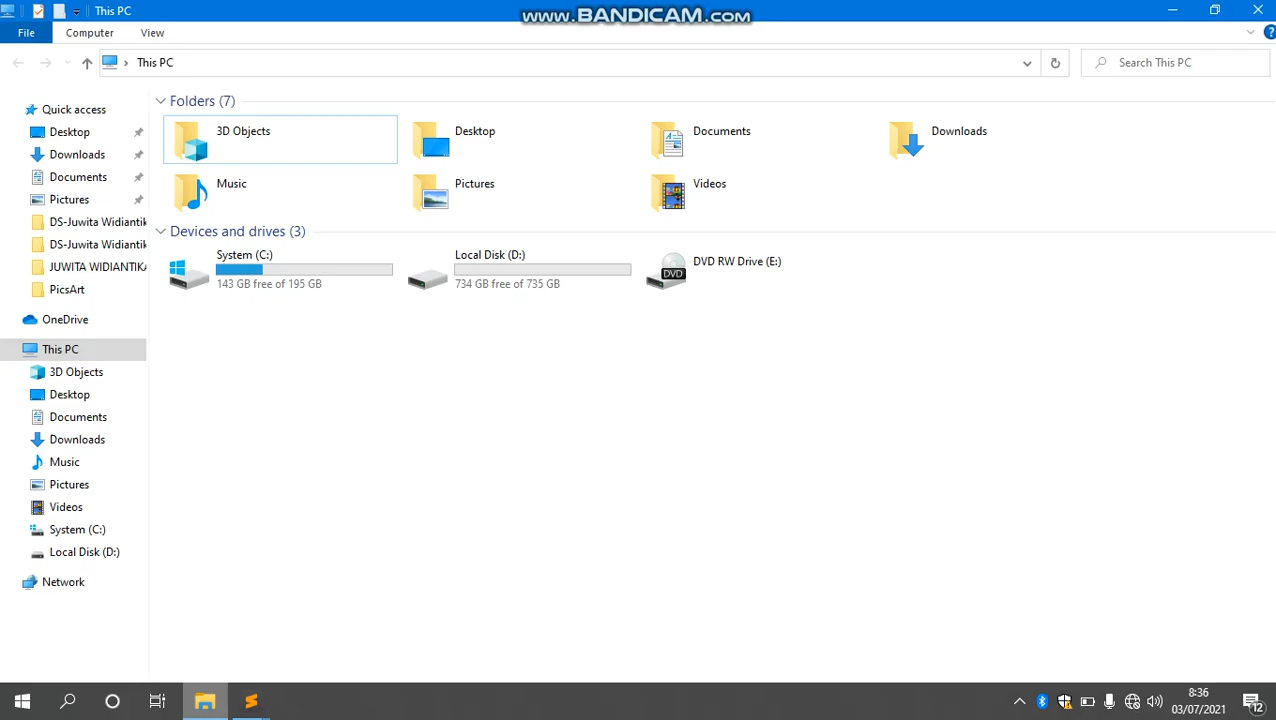 This PC
www.BANDICAM.com
File Computer View
This PC
Search This PC
Quick access
Desktop
Downloads
Documents
Pictures
DS-Juwita Widiantik
DS-Juwita Widiantik
JUWITA WIDIANTIKA
PicsArt
OneDrive
This PC
3D Objects
Desktop
Documents
Downloads
Music
Pictures
Videos
System (C:)
Local Disk (D:)
Network
Folders (7)
3D Objects
Desktop
Documents
Downloads
Music
Pictures
Videos
Devices and drives (3)
System (C:)
143 GB free of 195 GB
Local Disk (D:)
734 GB free of 735 GB
DVD
DVD RW Drive (E:)
8:36
03/07/2021
12